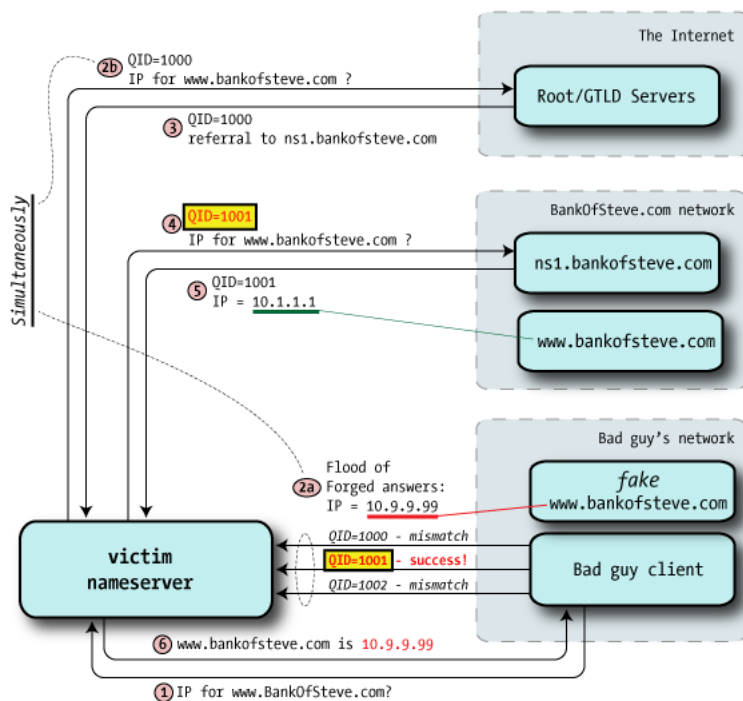 The Internet
2b QID=1000
IP for www.bankofsteve.com ?
Root/GTLD Servers
3 QID=1000
referral to ns1.bankofsteve.com
Simultaneously
BankOfSteve.com network
4 QID=1001
IP for www.bankofsteve.com ?
ns1.bankofsteve.com
5 QID=1001
IP = 10.1.1.1
www.bankofsteve.com
Bad guy's network
2a Flood of
Forged answers:
IP = 10.9.9.99
fake
www.bankofsteve.com
victim
nameserver
QID=1000 - mismatch
QID=1001 - success!
QID=1002 - mismatch
Bad guy client
6 www.bankofsteve.com is 10.9.9.99
1 IP for www.BankOfSteve.com?